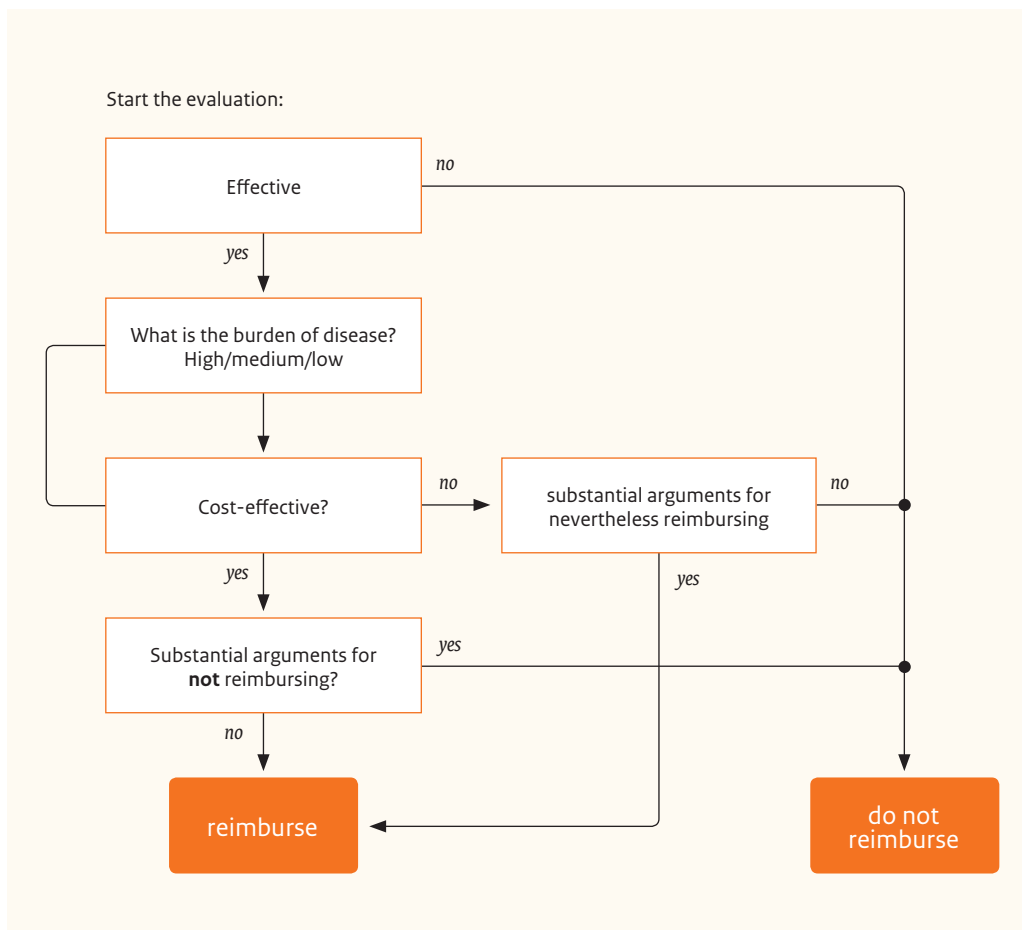 Start the evaluation:
Effective
no
yes
What is the burden of disease?
High/medium/low
Cost-effective?
no
substantial arguments for
nevertheless reimbursing
no
yes
yes
Substantial arguments for
not reimbursing?
yes
no
reimburse
do not
reimburse